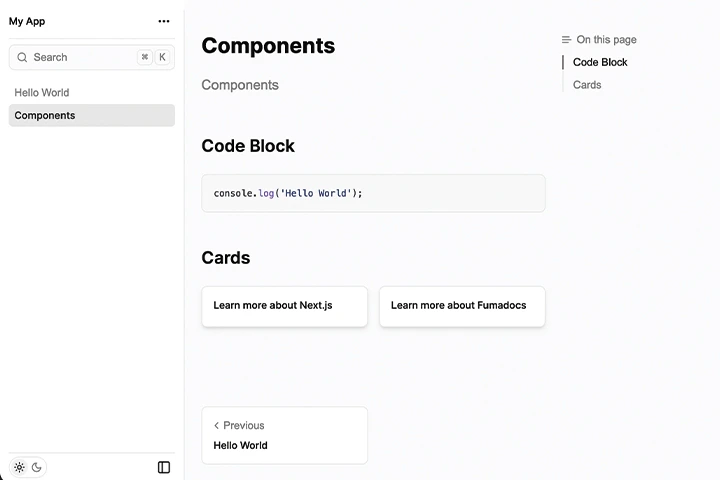 My App
Search ⌘ K
Hello World
Components
Components
Components
Code Block
console.log('Hello World');
Cards
Learn more about Next.js
Learn more about Fumadocs
Previous
Hello World
On this page
Code Block
Cards